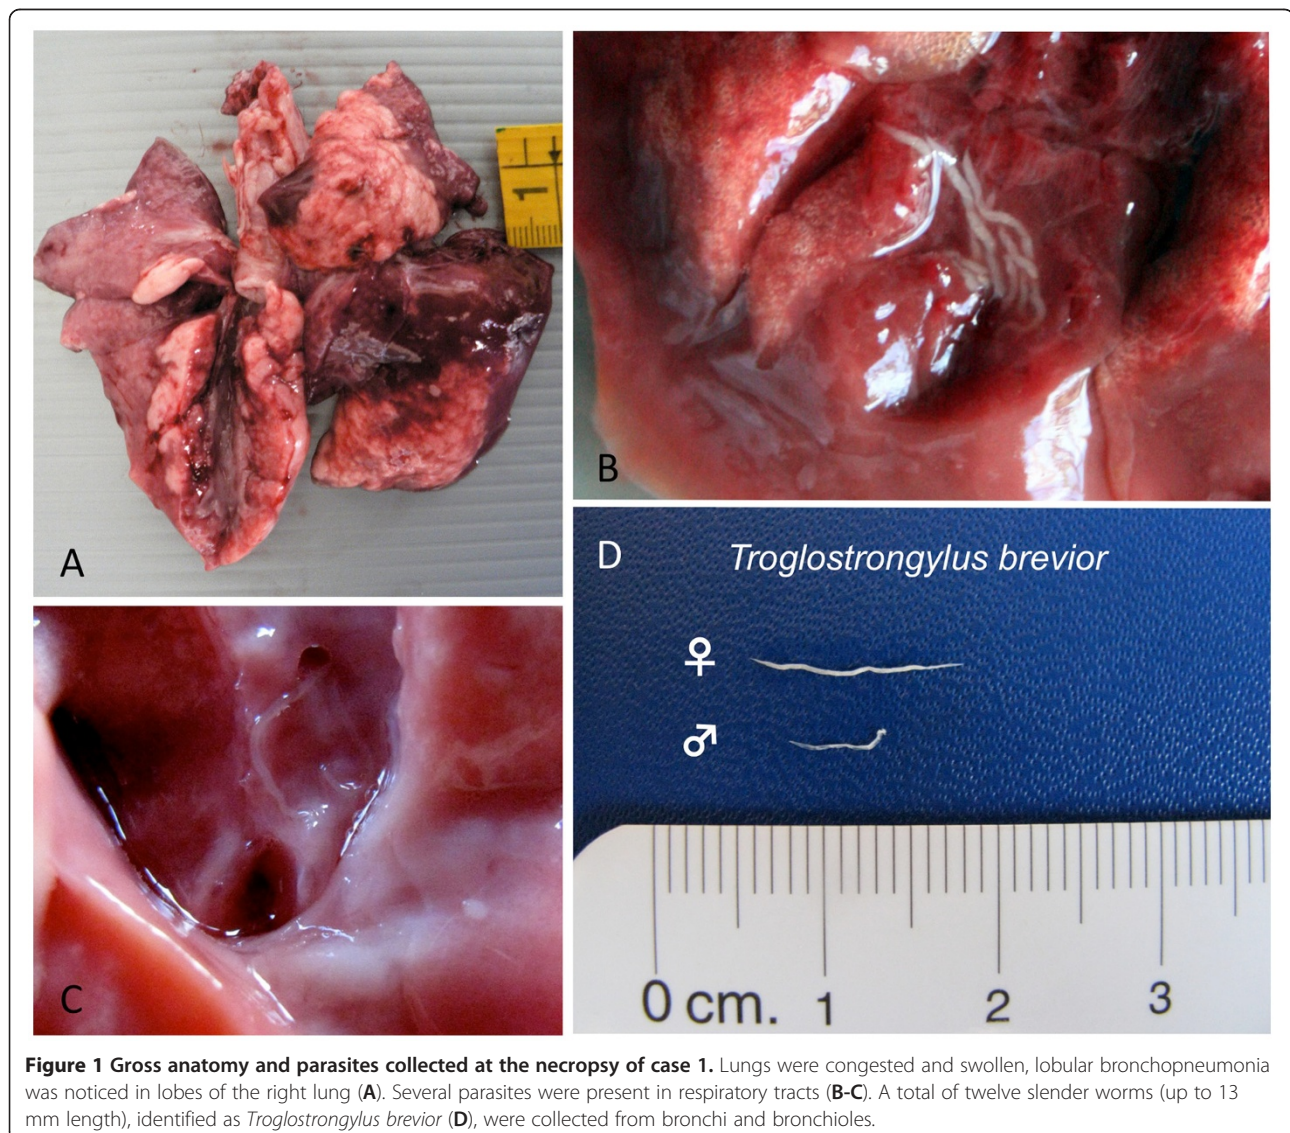 1
A
B
C
D
Troglostrongylus brevior
♀
♂
0 cm. 1 2 3
Figure 1 Gross anatomy and parasites collected at the necropsy of case 1. Lungs were congested and swollen, lobular bronchopneumonia
was noticed in lobes of the right lung (A). Several parasites were present in respiratory tracts (B-C). A total of twelve slender worms (up to 13
mm length), identified as Troglostrongylus brevior (D), were collected from bronchi and bronchioles.